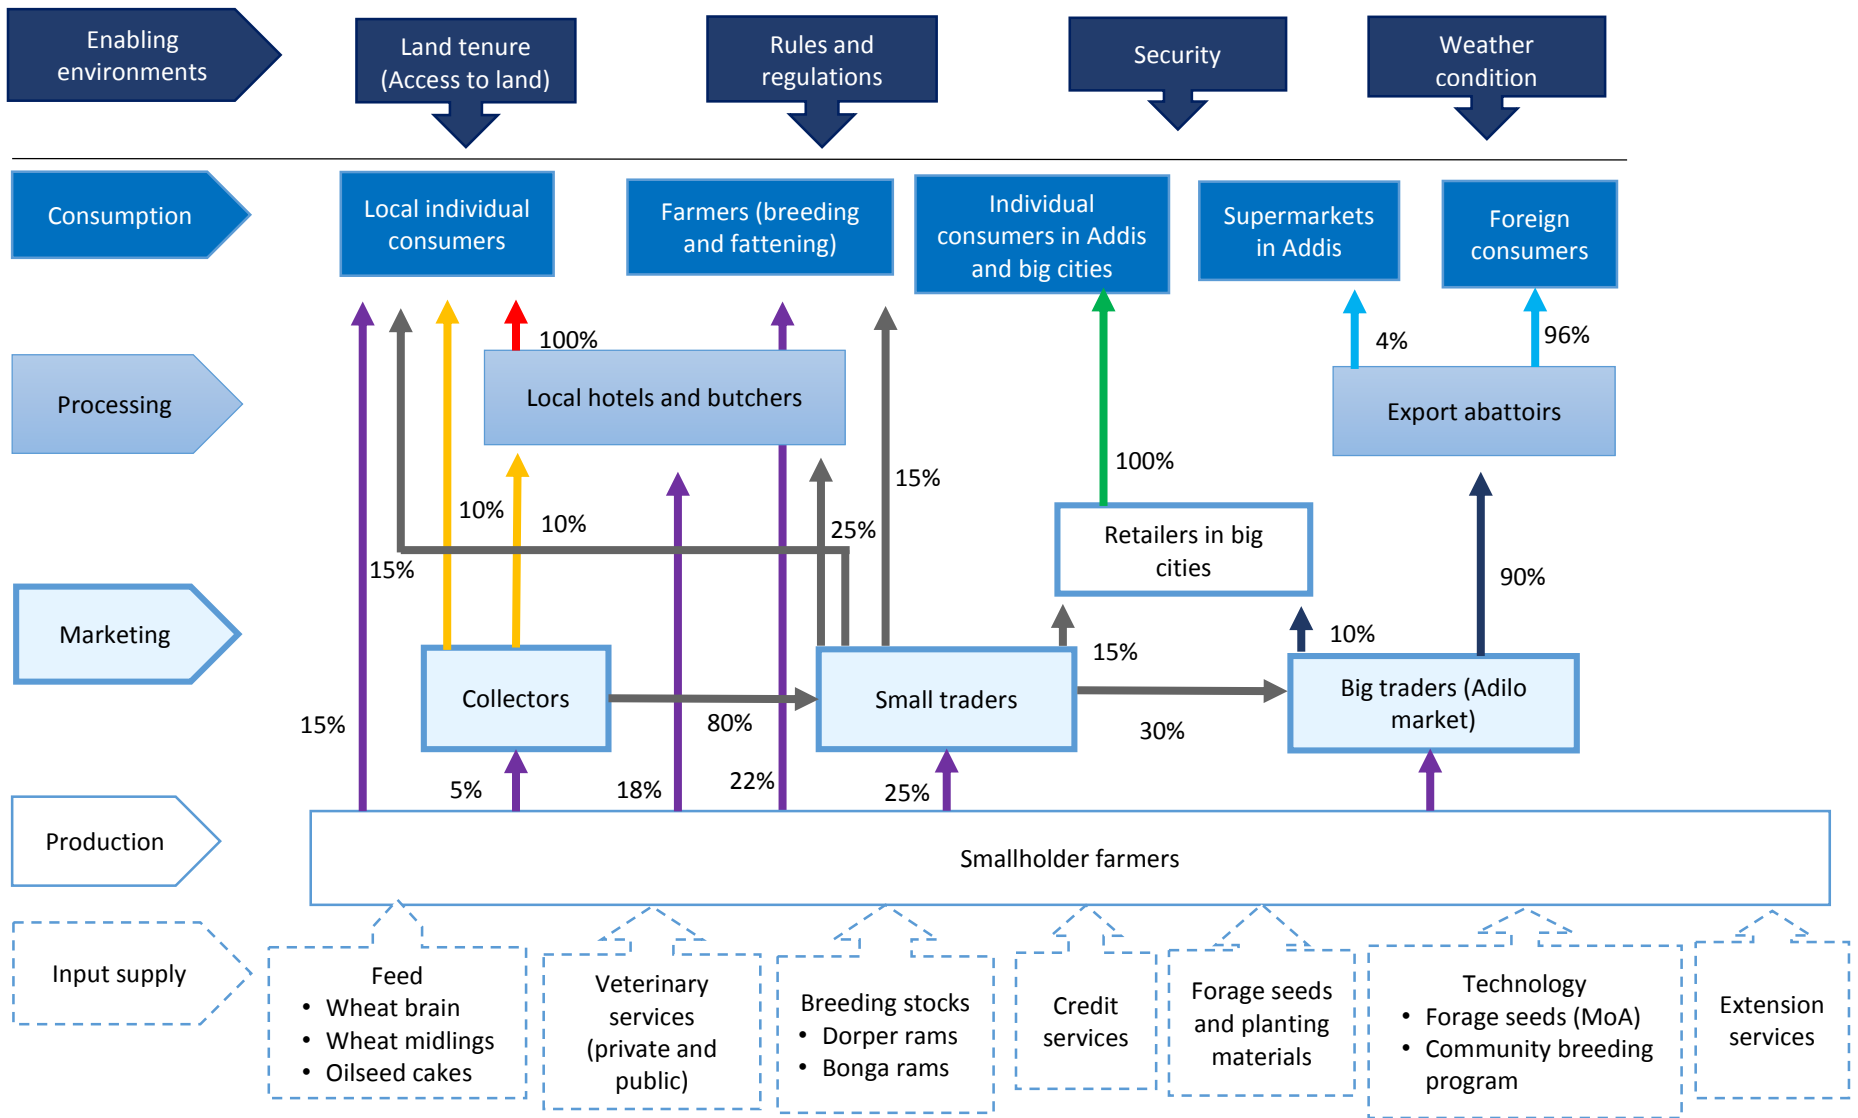 Enabling
environments
Land tenure
(Access to land)
Rules and
regulations
Security
Weather
condition
Consumption
Local individual
consumers
Farmers (breeding
and fattening)
Individual
consumers in Addis
and big cities
Supermarkets
in Addis
Foreign
consumers
100%
4%
96%
Processing
Local hotels and butchers
Export abattoirs
100%
15%
10%
10%
25%
Retailers in big
cities
15%
90%
Marketing
10%
15%
Collectors
Small traders
Big traders (Adilo
market)
15%
80%
30%
5%
18%
22%
25%
Production
Smallholder farmers
Input supply
Feed
• Wheat brain
• Wheat midlings
• Oilseed cakes
Veterinary
services
(private and
public)
Breeding stocks
• Dorper rams
• Bonga rams
Credit
services
Forage seeds
and planting
materials
Technology
• Forage seeds (MoA)
• Community breeding
program
Extension
services